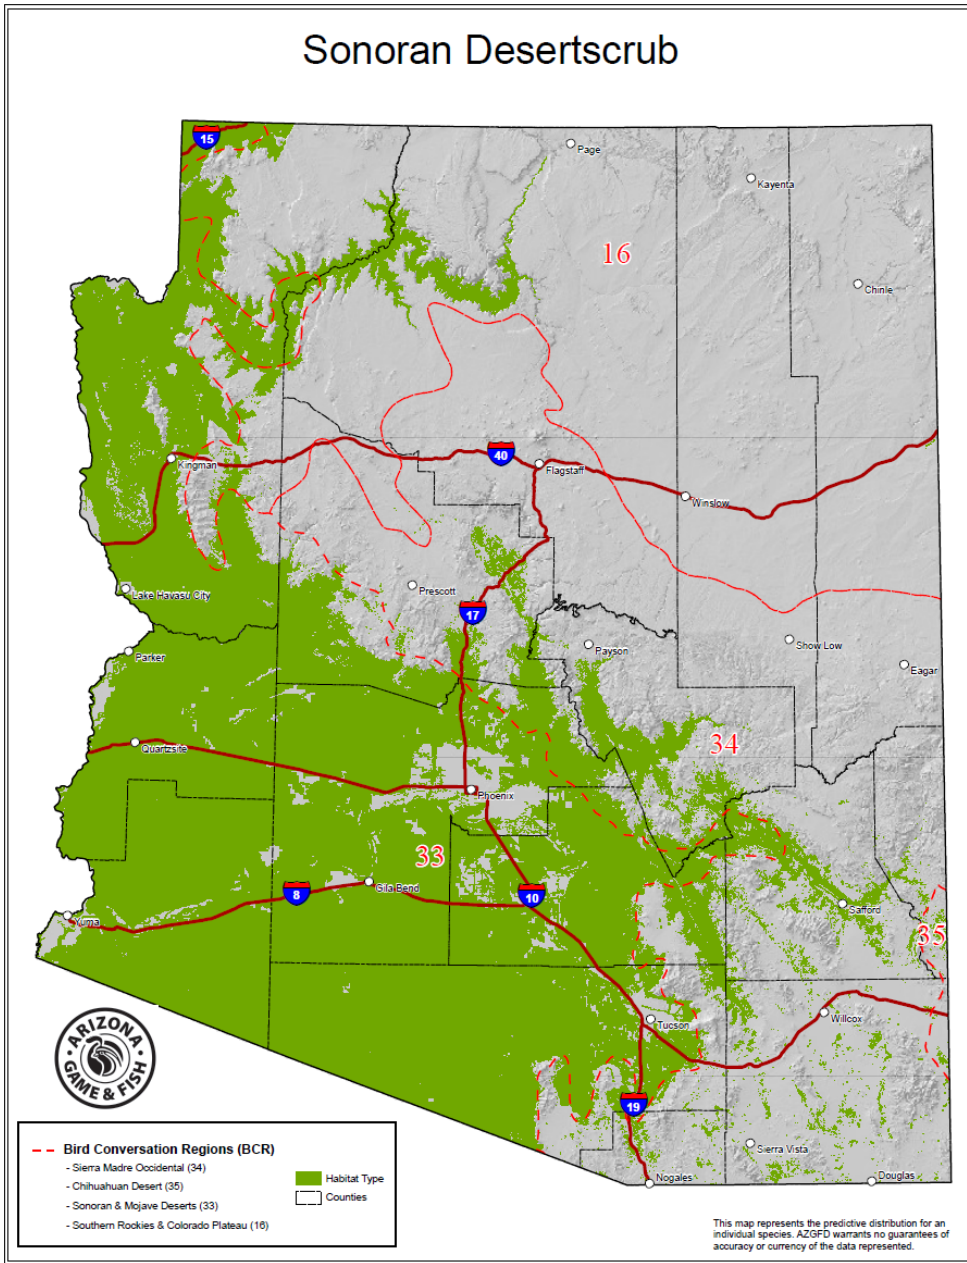 Sonoran Desertscrub
15
Page
Kayenta
16
Chinle
40
Kingman
Flagstaff
Winslow
Lake Havasu City
Prescott
17
Payson
Show Low
Parker
Eagar
Quartzsite
34
Phoenix
33
Gila Bend
8
10
Safford
Yuma
35
Tucson
Willcox
ARIZONA
GAME & FISH
19
Sierra Vista
Nogales
Douglas
Bird Conversation Regions (BCR)
- Sierra Madre Occidental (34)
- Chihuahuan Desert (35)
- Sonoran & Mojave Deserts (33)
- Southern Rockies & Colorado Plateau (16)
Habitat Type
Counties
This map represents the predictive distribution for an
individual species. AZGFD warrants no guarantees of
accuracy or currency of the data represented.